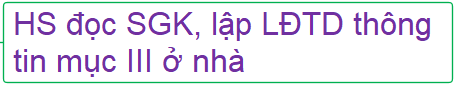 HS đọc SGK, lập LĐTD thông
tin mục III ở nhà